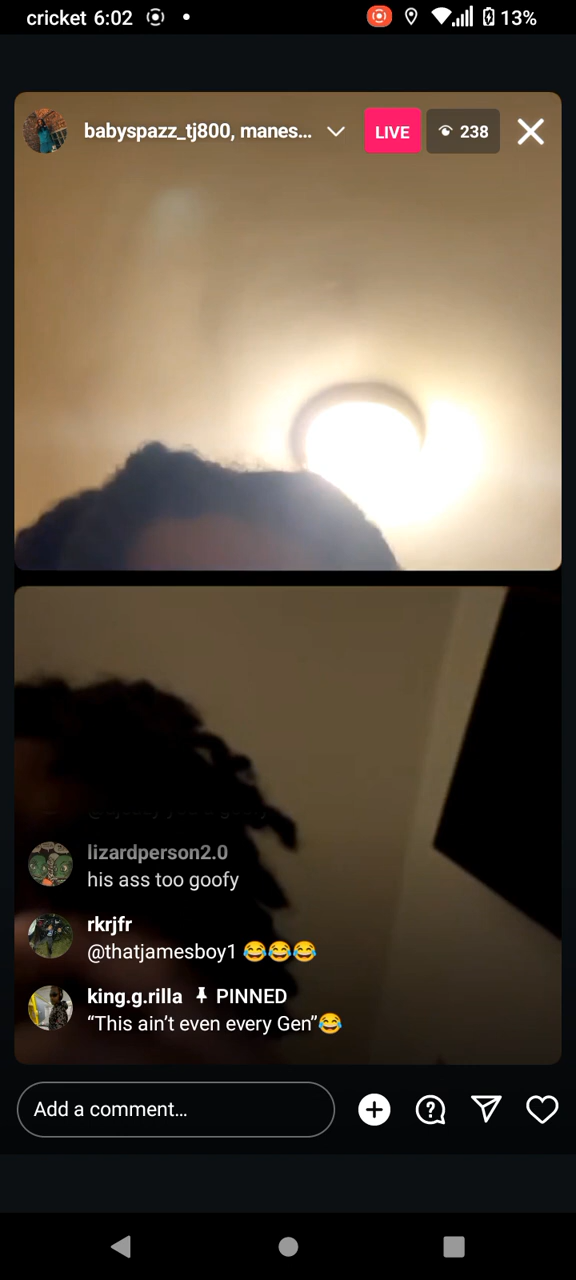 cricket 6:02
13%
babyspazz_tj800, manes...
LIVE
238
lizardperson2.0
his ass too goofy
rkrjfr
@thatjamesboy1 😂😂😂
king.g.rilla PINNED
“This ain't even every Gen”😂
Add a comment...